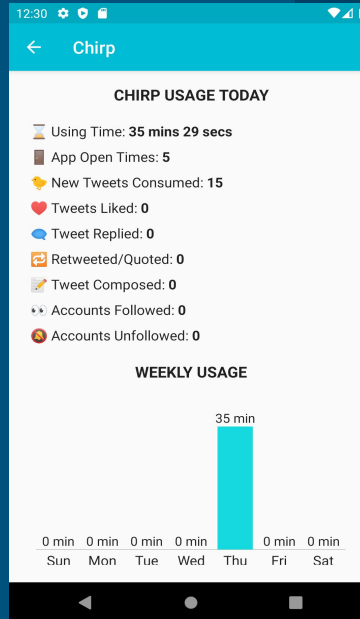 12:30
Chirp
CHIRP USAGE TODAY
Using Time: 35 mins 29 secs
App Open Times: 5
New Tweets Consumed: 15
Tweets Liked: 0
Tweet Replied: 0
Retweeted/Quoted: 0
Tweet Composed: 0
Accounts Followed: 0
Accounts Unfollowed: 0
WEEKLY USAGE
35 min
0 min 0 min 0 min 0 min 0 min 0 min
Sun Mon Tue Wed Thu Fri Sat